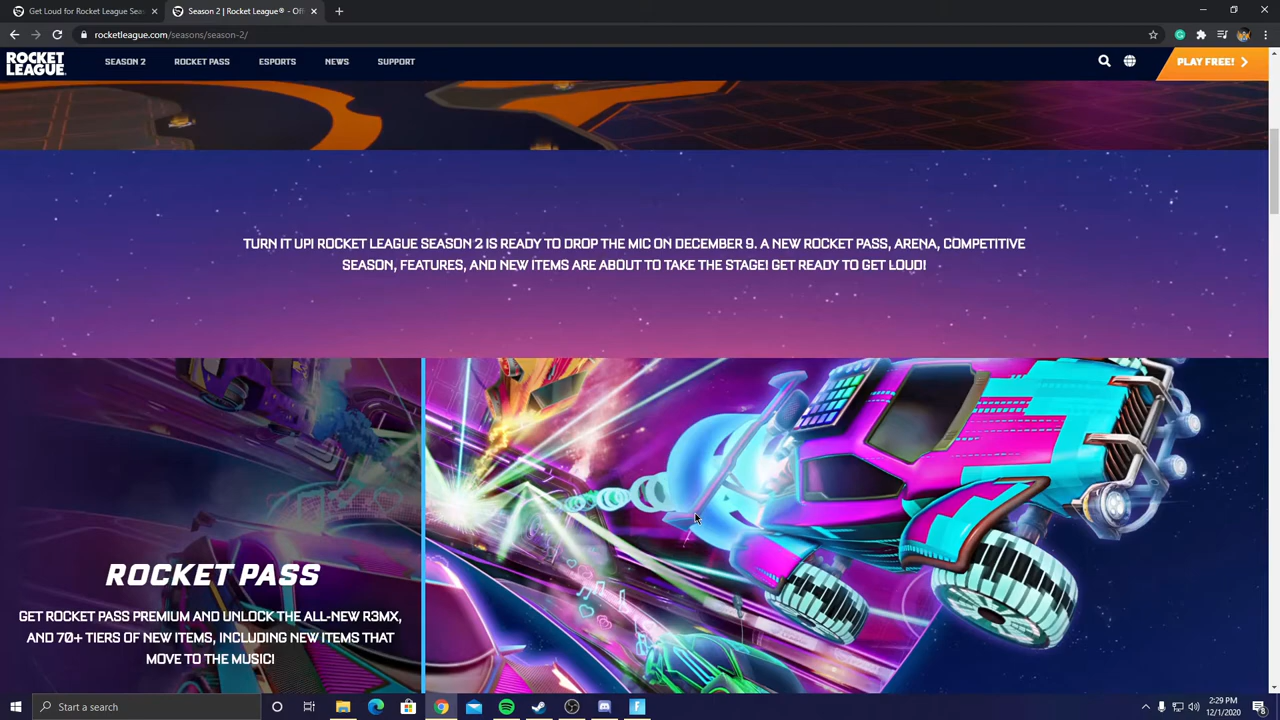 Get Loud for Rocket League Sea
Season 2 | Rocket League® - Offi
rocketleague.com/seasons/season-2/
ROCKET
LEAGUE
SEASON 2
ROCKET PASS
ESPORTS
NEWS
SUPPORT
PLAY FREE!
TURN IT UP! ROCKET LEAGUE SEASON 2 IS READY TO DROP THE MIC ON DECEMBER 9. A NEW ROCKET PASS, ARENA, COMPETITIVE
SEASON, FEATURES, AND NEW ITEMS ARE ABOUT TO TAKE THE STAGE! GET READY TO GET LOUD!
ROCKET PASS
GET ROCKET PASS PREMIUM AND UNLOCK THE ALL-NEW R3MX,
AND 70+ TIERS OF NEW ITEMS, INCLUDING NEW ITEMS THAT
MOVE TO THE MUSIC!
Start a search
2:29 PM
12/1/2020
8